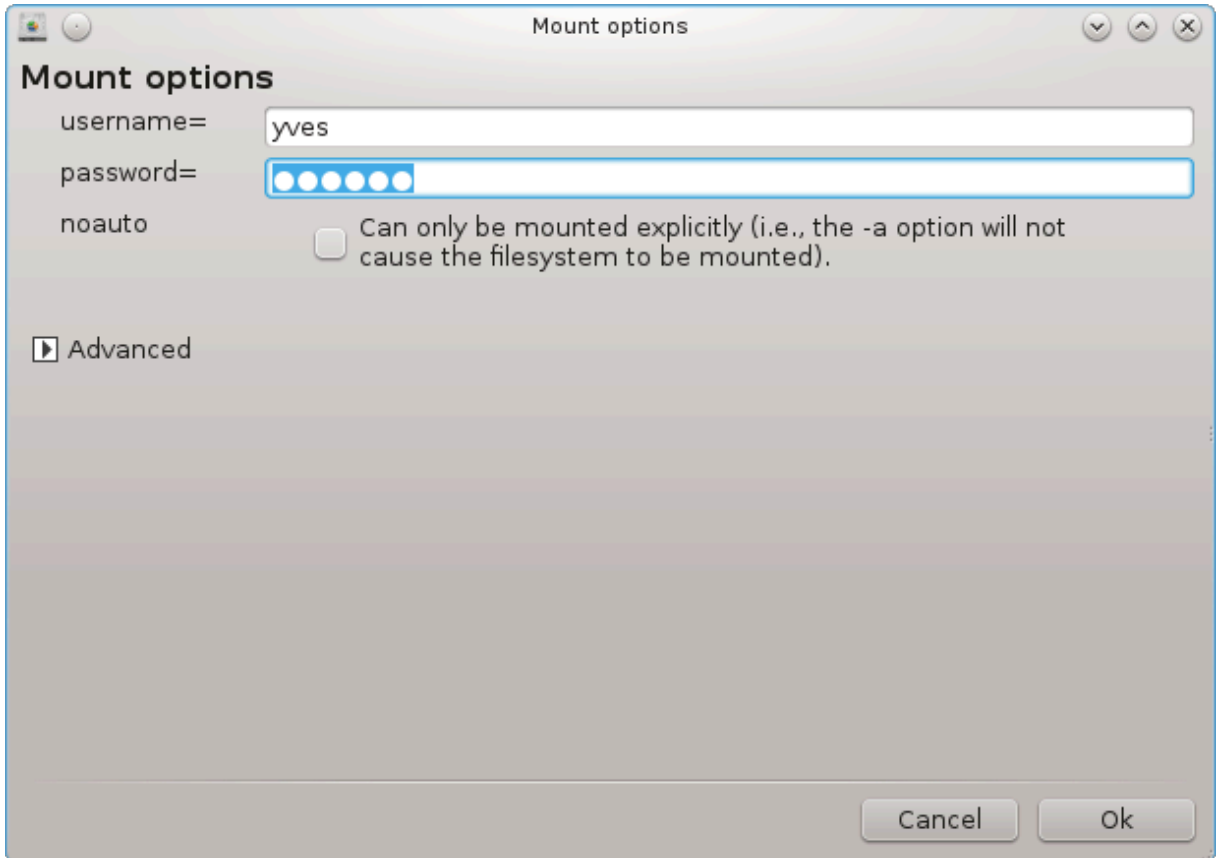 Mount options
Mount options
username=
yves
password=
●●●●●●
noauto
Can only be mounted explicitly (i.e., the -a option will not
cause the filesystem to be mounted).
Advanced
Cancel
Ok